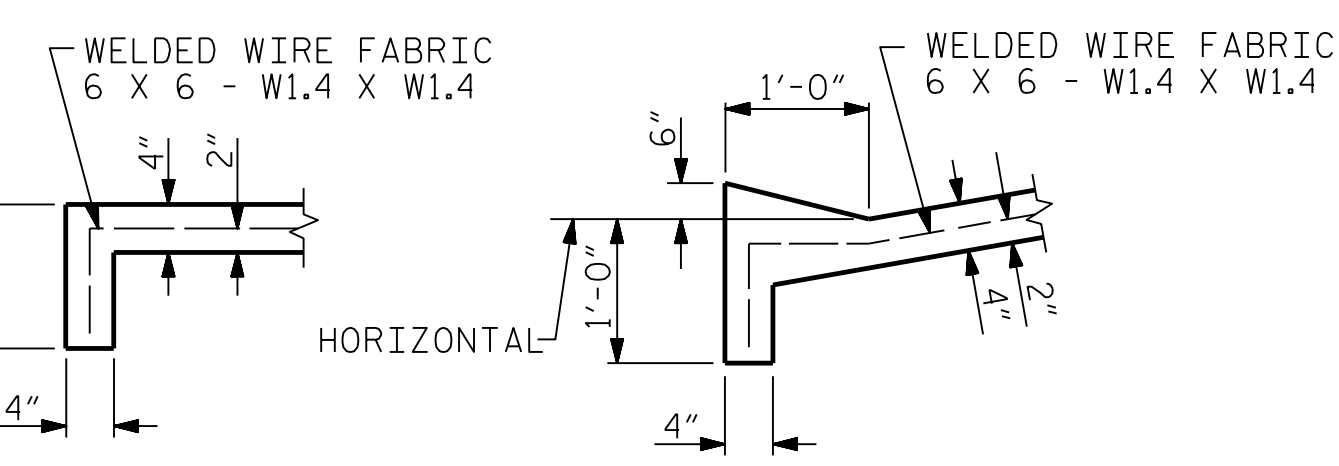 WELDED WIRE FABRIC
6 X 6 - W1.4 X W1.4
4"
2"
4"
WELDED WIRE FABRIC
6 X 6 - W1.4 X W1.4
1'-0"
6"
1'-0"
HORIZONTAL
4"
2"
4"